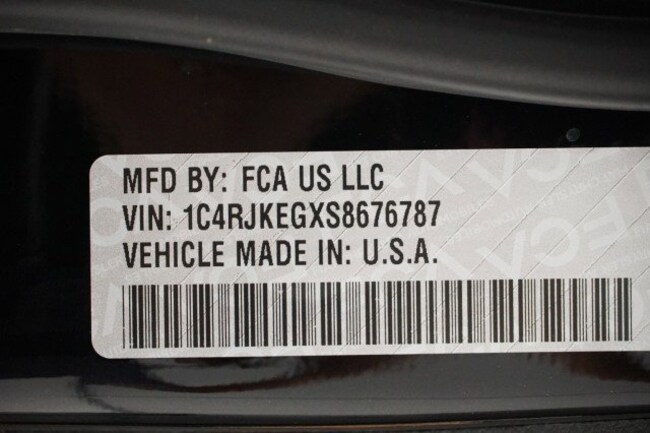 MFD BY: FCA US LLC
VIN: 1C4RJKEGXS8676787
VEHICLE MADE IN: U.S.A.